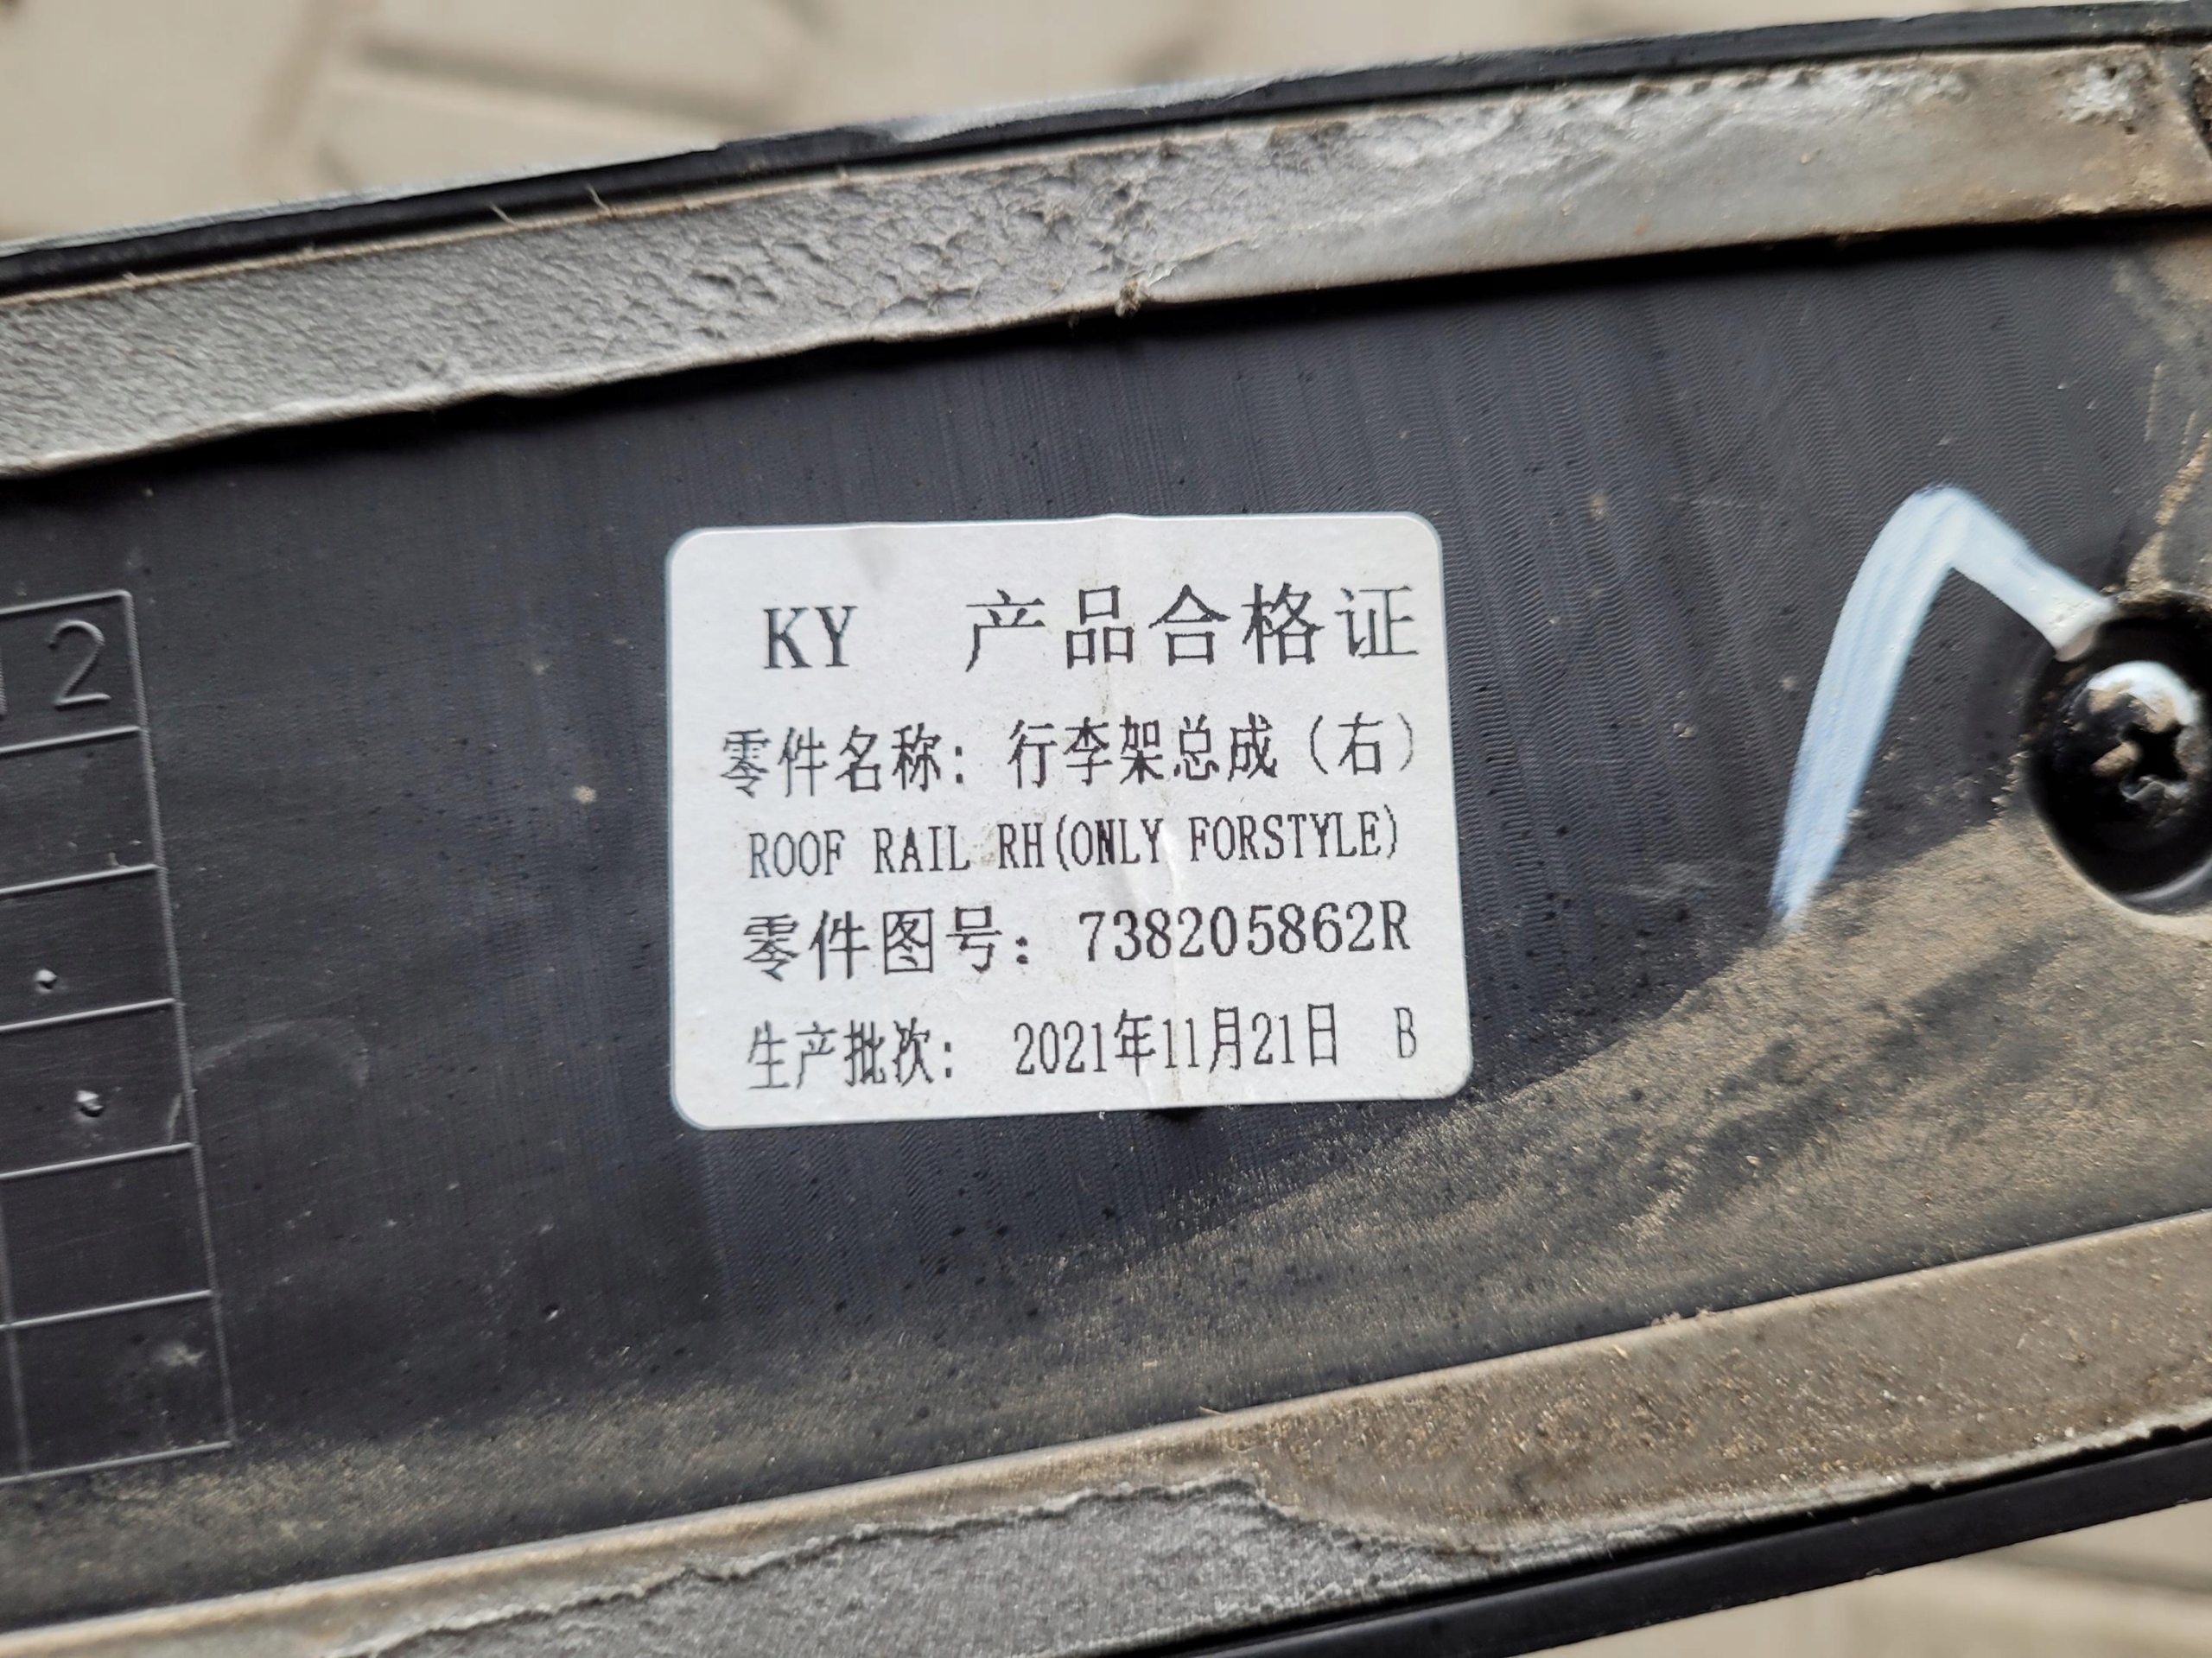 KY 产品合格证
零件名称：行李架总成（右）
ROOF RAIL RH(ONLY FORSTYLE)
零件图号：738205862R
生产批次： 2021年11月21日 B
12